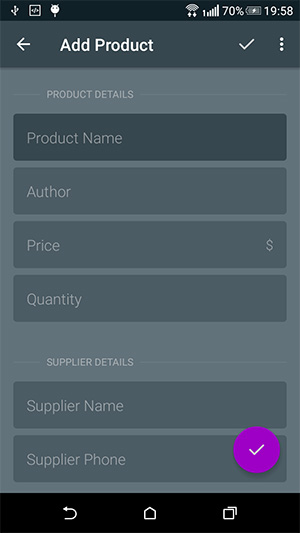 70% 19:58
Add Product
PRODUCT DETAILS
Product Name
Author
Price $
Quantity
SUPPLIER DETAILS
Supplier Name
Supplier Phone